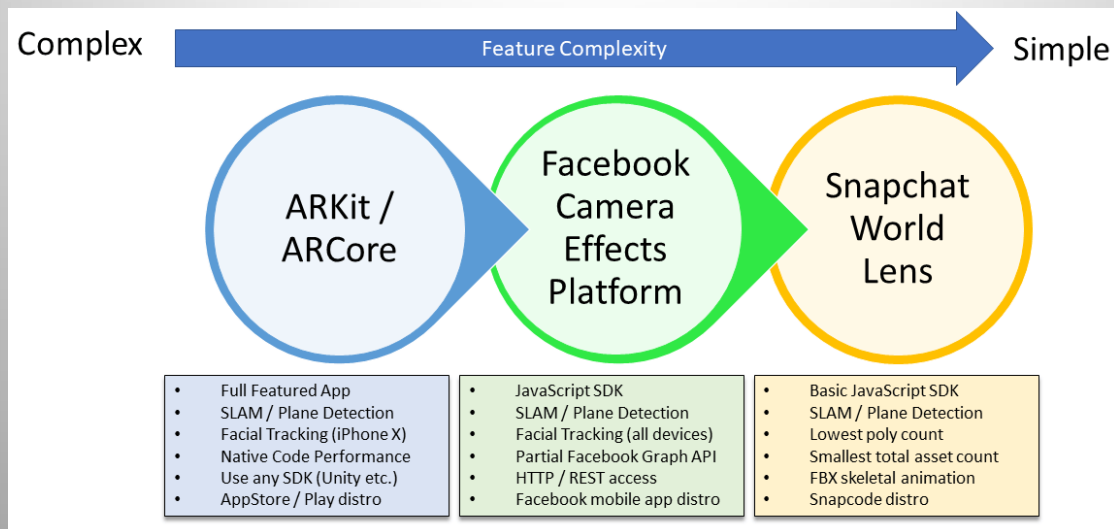 Complex
Feature Complexity
Simple
ARKit /
ARCore
Facebook
Camera
Effects
Platform
Snapchat
World
Lens
• Full Featured App
• SLAM / Plane Detection
• Facial Tracking (iPhone X)
• Native Code Performance
• Use any SDK (Unity etc.)
• AppStore / Play distro
• JavaScript SDK
• SLAM / Plane Detection
• Facial Tracking (all devices)
• Partial Facebook Graph API
• HTTP / REST access
• Facebook mobile app distro
• Basic JavaScript SDK
• SLAM / Plane Detection
• Lowest poly count
• Smallest total asset count
• FBX skeletal animation
• Snapcode distro